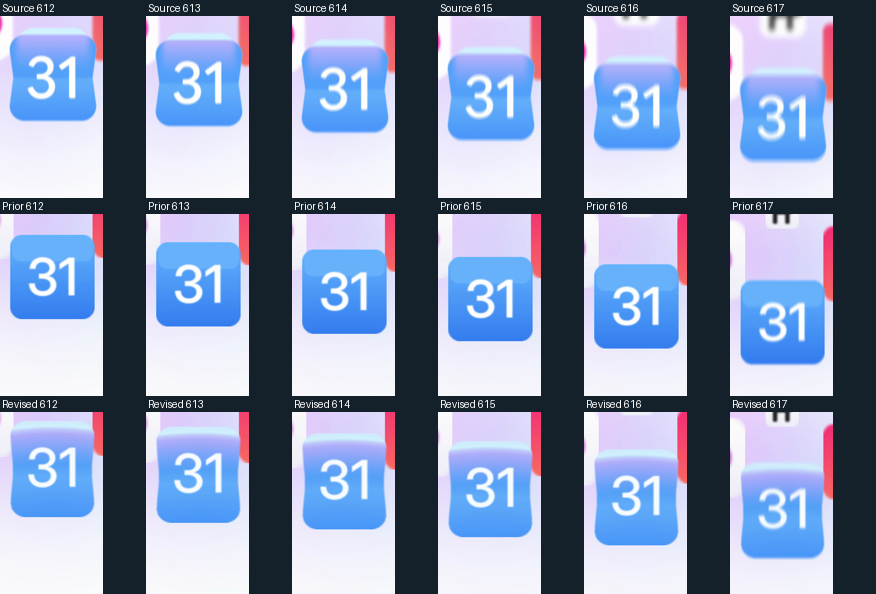 Source 612 Source 613 Source 614 Source 615 Source 616 Source 617
31 31 31 31 31 31
Prior 612 Prior 613 Prior 614 Prior 615 Prior 616 Prior 617
31 31 31 31 31 31
Revised 612 Revised 613 Revised 614 Revised 615 Revised 616 Revised 617
31 31 31 31 31 31